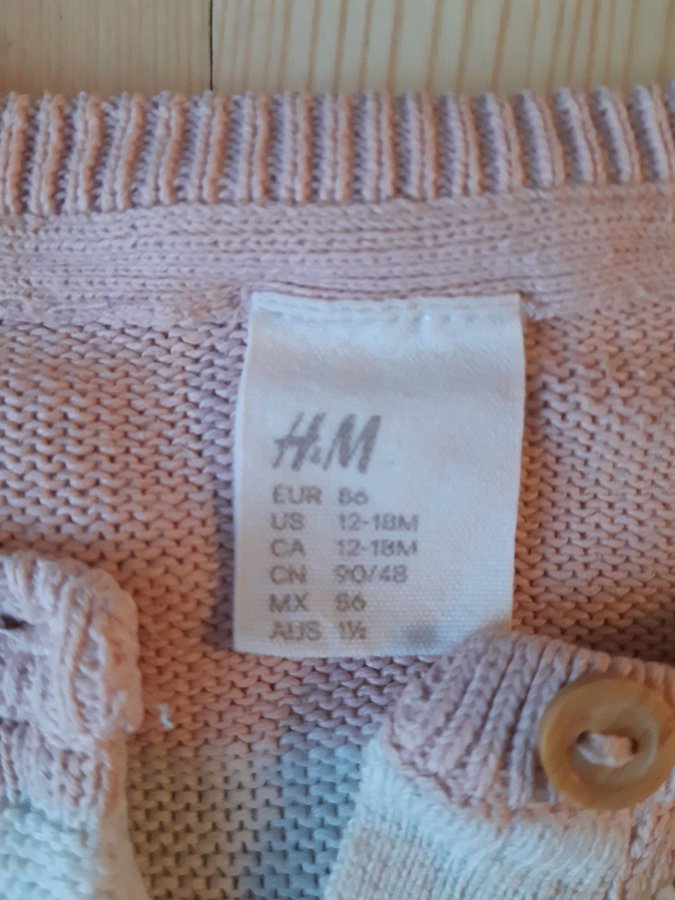 H&M
EUR 86
US 12-18M
CA 12-18M
CN 90/48
MX 86
AUS 1½